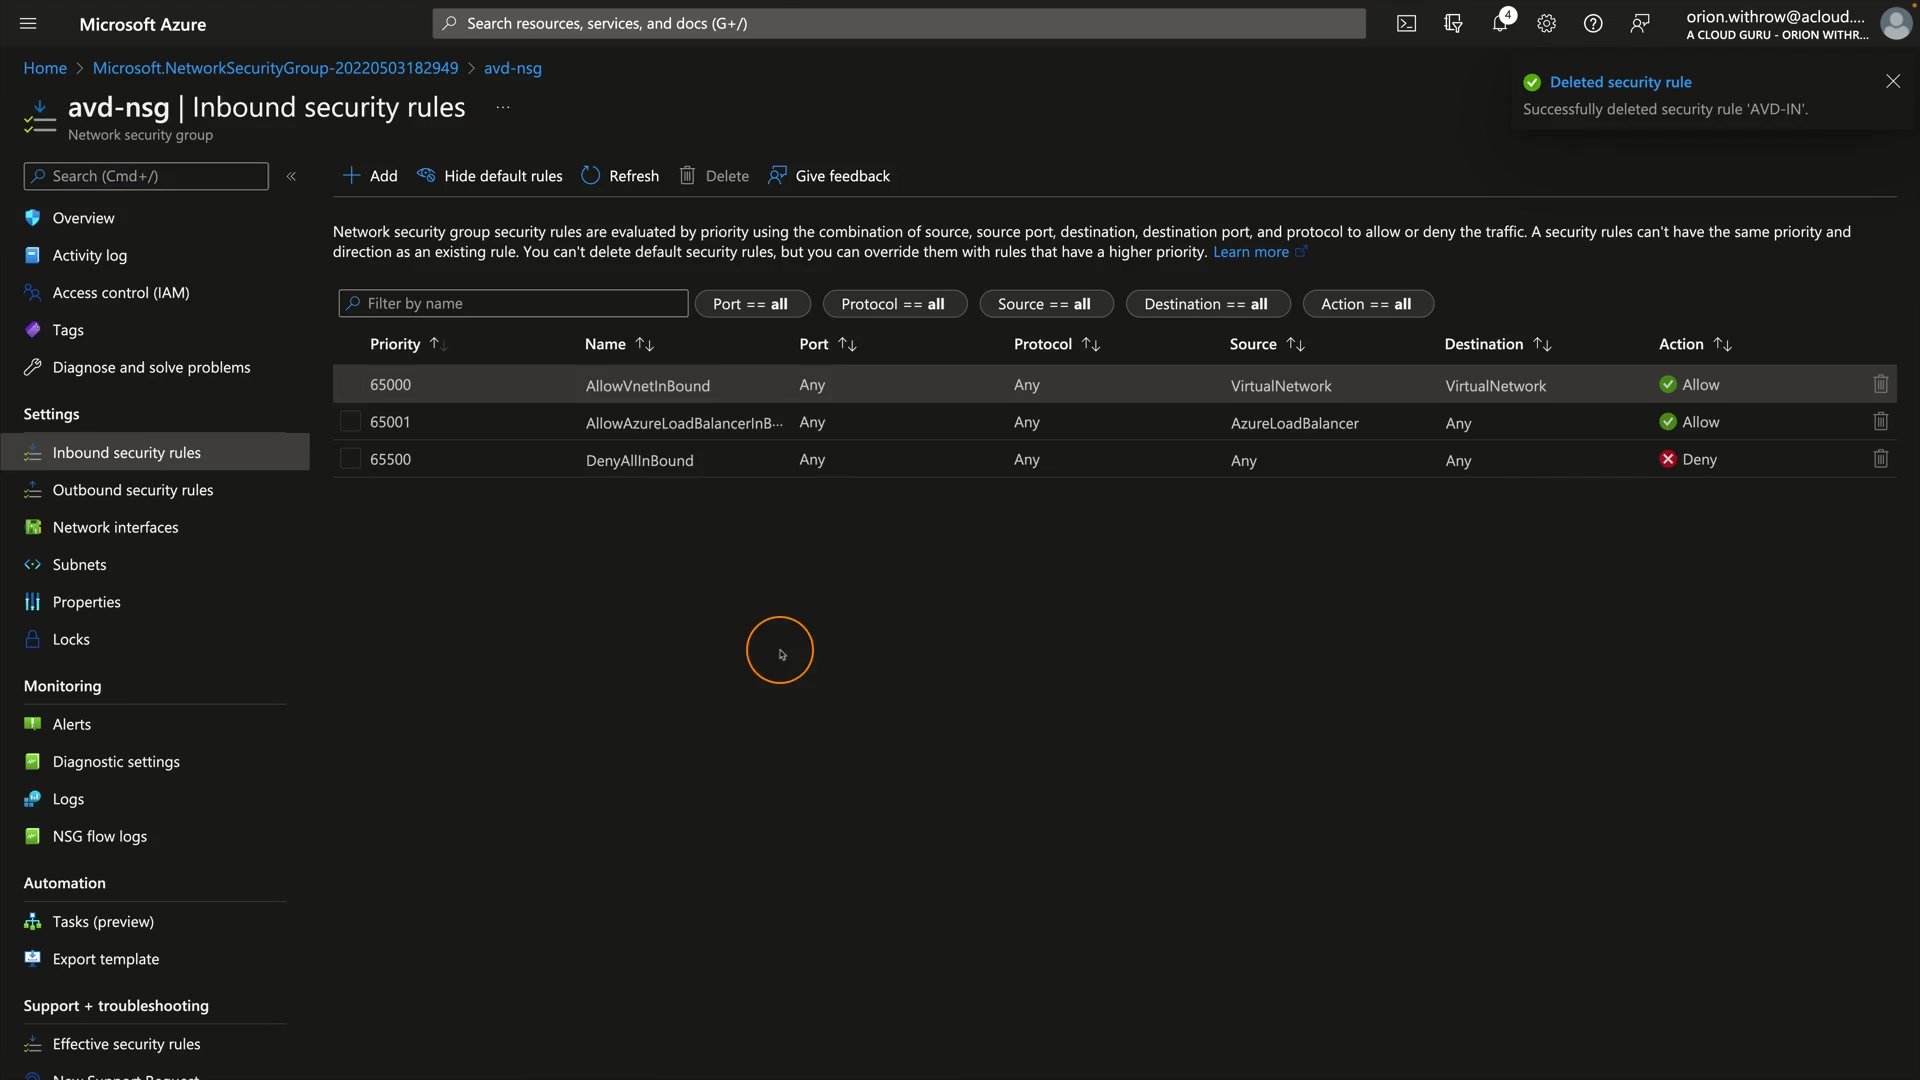 Microsoft Azure
Search resources, services, and docs (G+/)
4
orion.withrow@acloud....
A CLOUD GURU - ORION WITHR...
Home > Microsoft.NetworkSecurityGroup-20220503182949 > avd-nsg
Deleted security rule
Successfully deleted security rule 'AVD-IN'.
avd-nsg | Inbound security rules ...
Network security group
Search (Cmd+/)
«
Add
Hide default rules
Refresh
Delete
Give feedback
Overview
Activity log
Access control (IAM)
Tags
Diagnose and solve problems
Settings
Inbound security rules
Outbound security rules
Network interfaces
Subnets
Properties
Locks
Monitoring
Alerts
Diagnostic settings
Logs
NSG flow logs
Automation
Tasks (preview)
Export template
Support + troubleshooting
Effective security rules
New Support Request
Network security group security rules are evaluated by priority using the combination of source, source port, destination, destination port, and protocol to allow or deny the traffic. A security rules can't have the same priority and
direction as an existing rule. You can't delete default security rules, but you can override them with rules that have a higher priority. Learn more
Filter by name
Port == all
Protocol == all
Source == all
Destination == all
Action == all
Priority ↑↓ Name ↑↓ Port ↑↓ Protocol ↑↓ Source ↑↓ Destination ↑↓ Action ↑↓
65000 AllowVnetInBound Any Any VirtualNetwork VirtualNetwork Allow
65001 AllowAzureLoadBalancerInB... Any Any AzureLoadBalancer Any Allow
65500 DenyAllInBound Any Any Any Any Deny